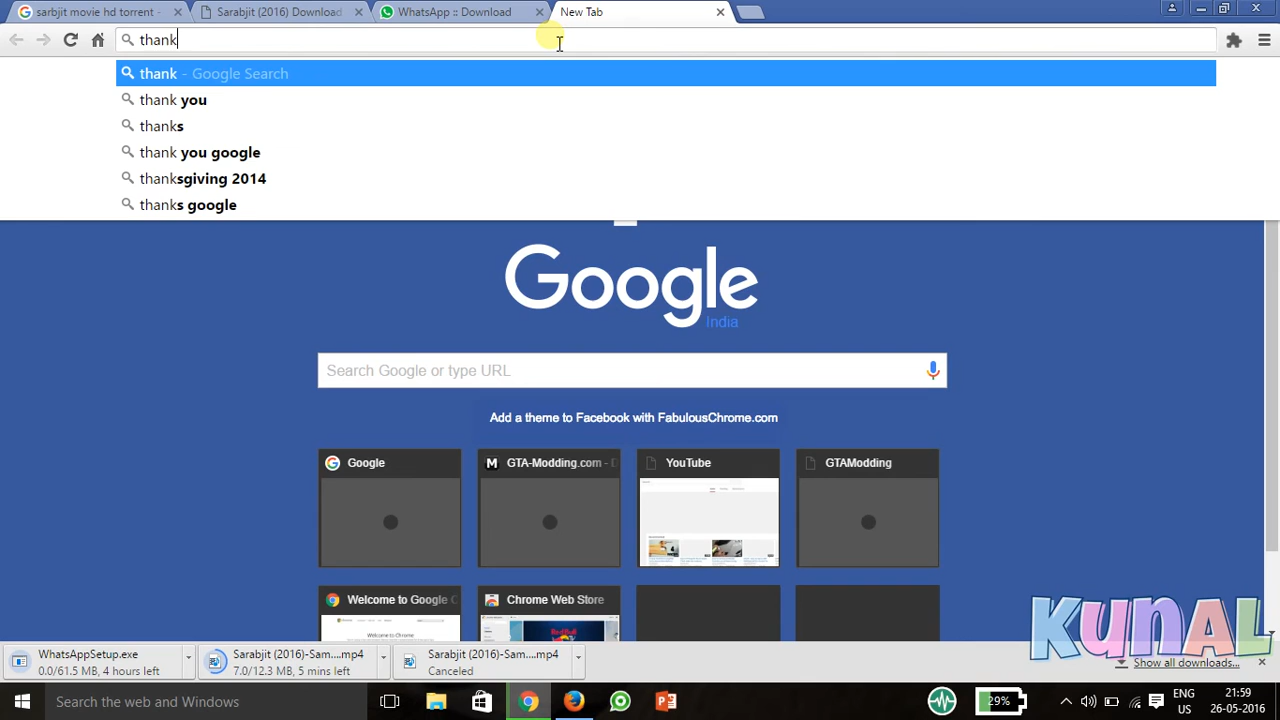 sarbjit movie hd torrent -
Sarabjit (2016) Download
WhatsApp :: Download
New Tab
thank
thank - Google Search
thank you
thanks
thank you google
thanksgiving 2014
thanks google
Google
India
Search Google or type URL
Add a theme to Facebook with FabulousChrome.com
Google
M GTA-Modding.com - D
YouTube
GTAModding
Welcome to Google C
Chrome Web Store
Welcome to Chrome
RedBull
KUNAL
WhatsAppSetup.exe
0.0/61.5 MB, 4 hours left
Sarabjit (2016)-Sam....mp4
7.0/12.3 MB, 5 mins left
Sarabjit (2016)-Sam....mp4
Canceled
Show all downloads...
Search the web and Windows
29%
ENG
US
21:59
26-05-2016